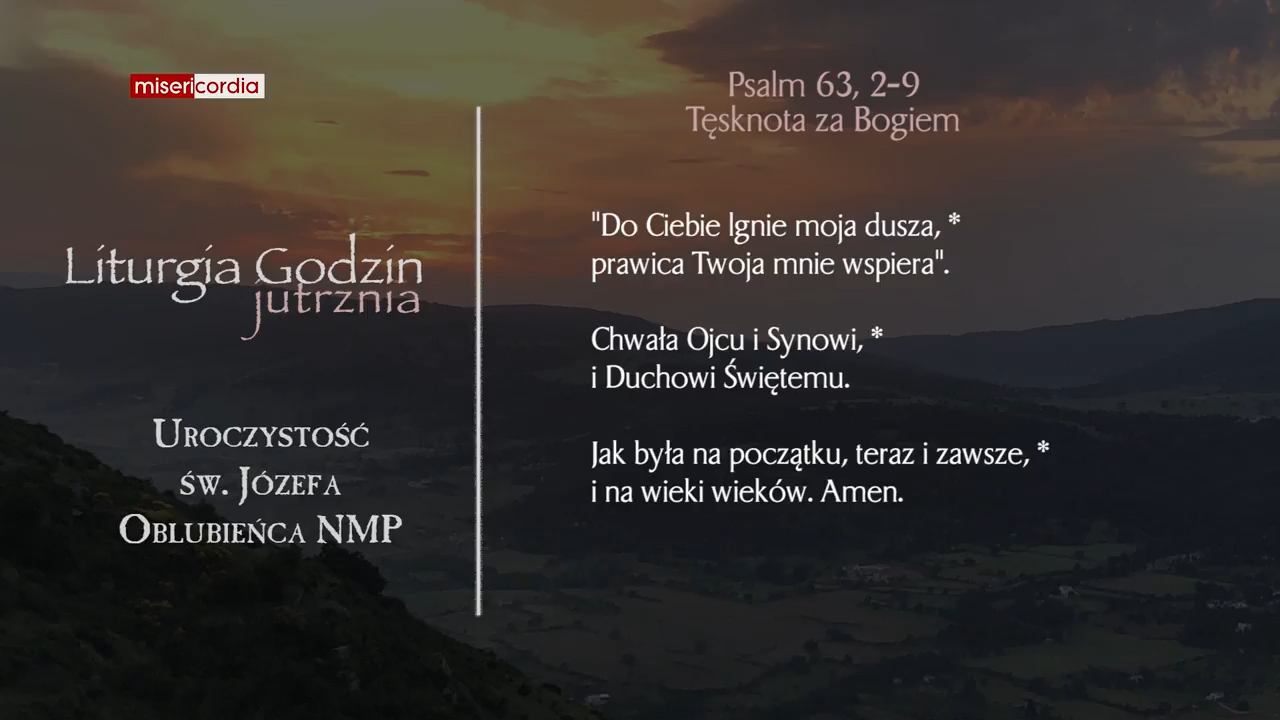 misericordia
Liturgia Godzin
jutrznia
Uroczystość
św. Józefa
Oblubieńca NMP
Psalm 63, 2-9
Tęsknota za Bogiem
"Do Ciebie lgnie moja dusza, *
prawica Twoja mnie wspiera".
Chwała Ojcu i Synowi, *
i Duchowi Świętemu.
Jak była na początku, teraz i zawsze, *
i na wieki wieków. Amen.